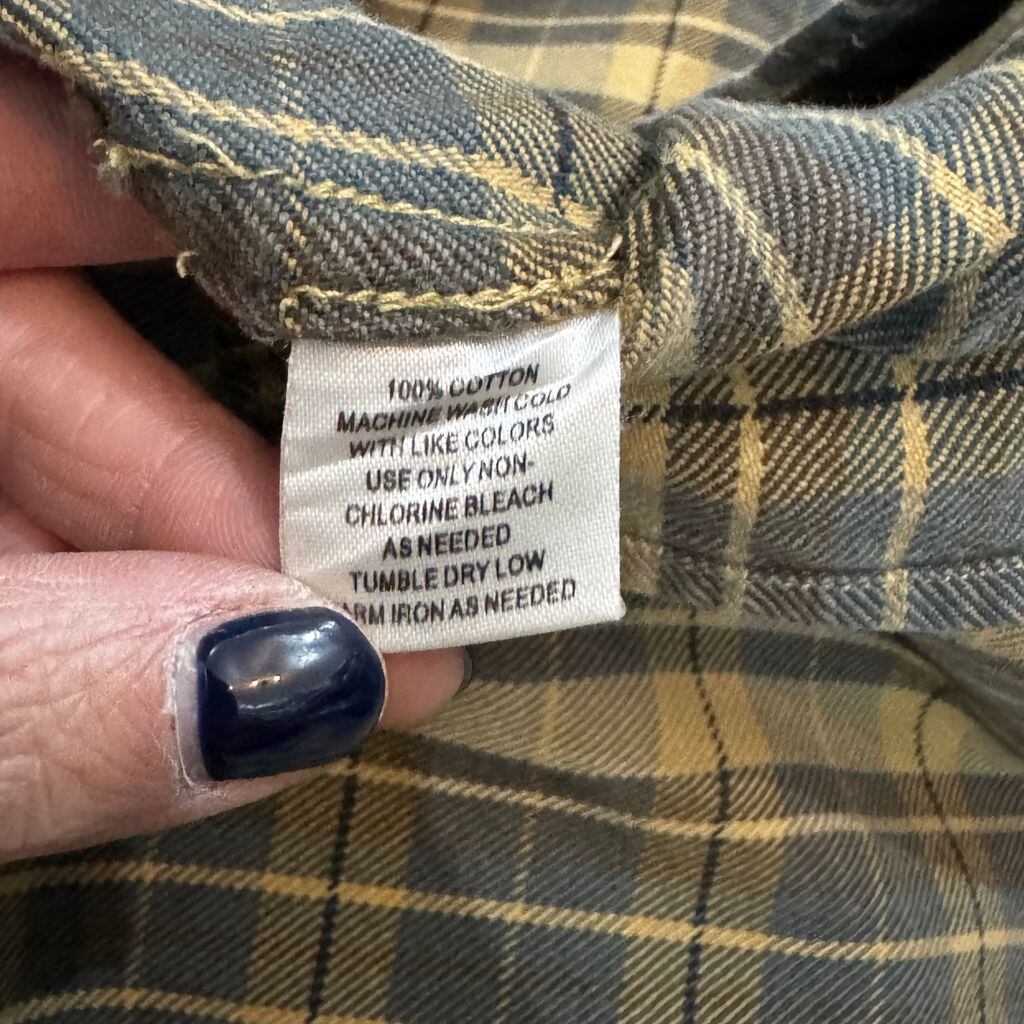 100% COTTON
MACHINE WASH COLD
WITH LIKE COLORS
USE ONLY NON-
CHLORINE BLEACH
AS NEEDED
TUMBLE DRY LOW
IRON AS NEEDED